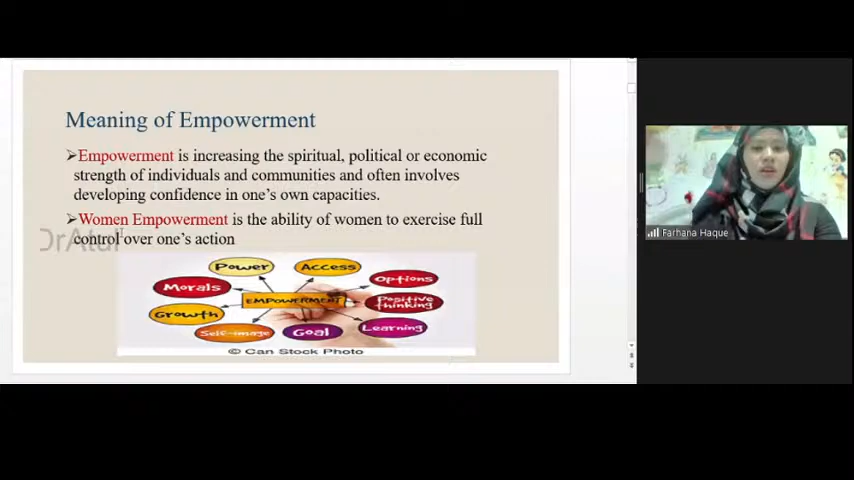 Meaning of Empowerment
➢Empowerment is increasing the spiritual, political or economic
strength of individuals and communities and often involves
developing confidence in one's own capacities.
➢Women Empowerment is the ability of women to exercise full
control over one's action
DrAtul
Power
Access
Morals
Options
EMPOWERMENT
Positive
thinking
Growth
Self-image
Goal
Learning
© Can Stock Photo
Farhana Haque